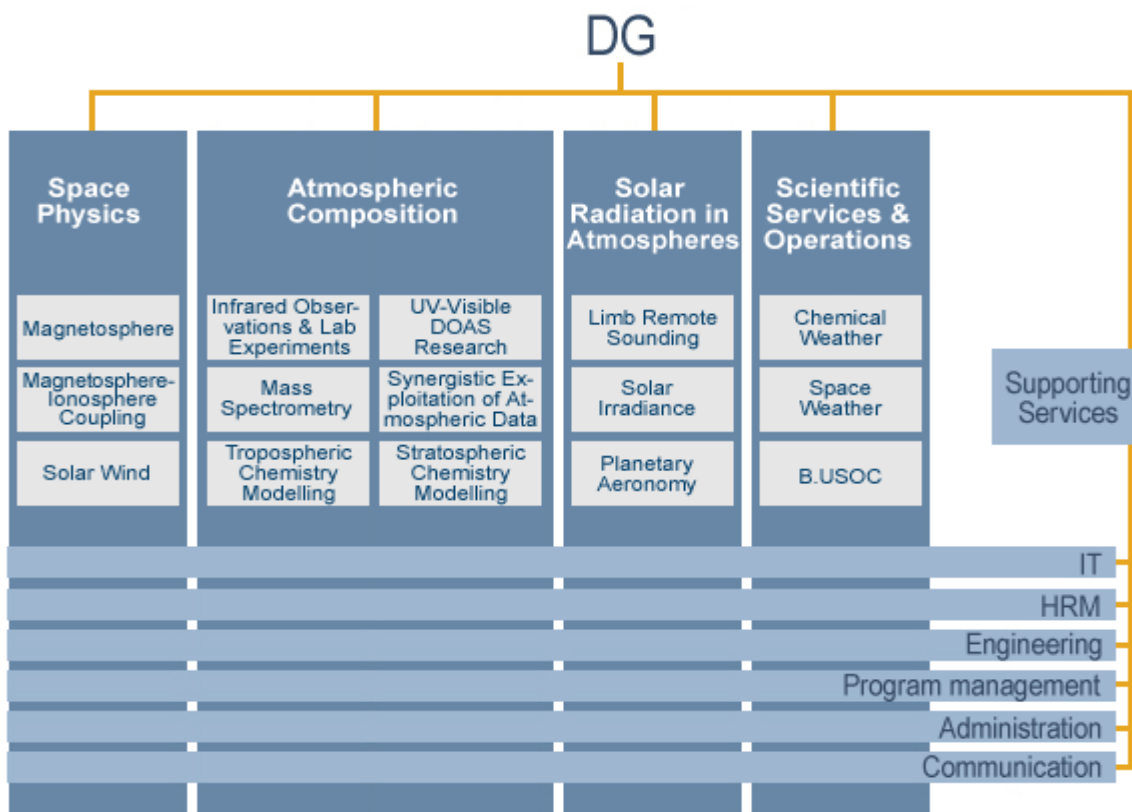 DG
Space
Physics
Magnetosphere
Magnetosphere-
Ionosphere
Coupling
Solar Wind
Atmospheric
Composition
Infrared Obser-
vations & Lab
Experiments
UV-Visible
DOAS
Research
Mass
Spectrometry
Synergistic Ex-
ploitation of At-
mospheric Data
Tropospheric
Chemistry
Modelling
Stratospheric
Chemistry
Modelling
Solar
Radiation in
Atmospheres
Limb Remote
Sounding
Solar
Irradiance
Planetary
Aeronomy
Scientific
Services &
Operations
Chemical
Weather
Space
Weather
B.USOC
Supporting
Services
IT
HRM
Engineering
Program management
Administration
Communication